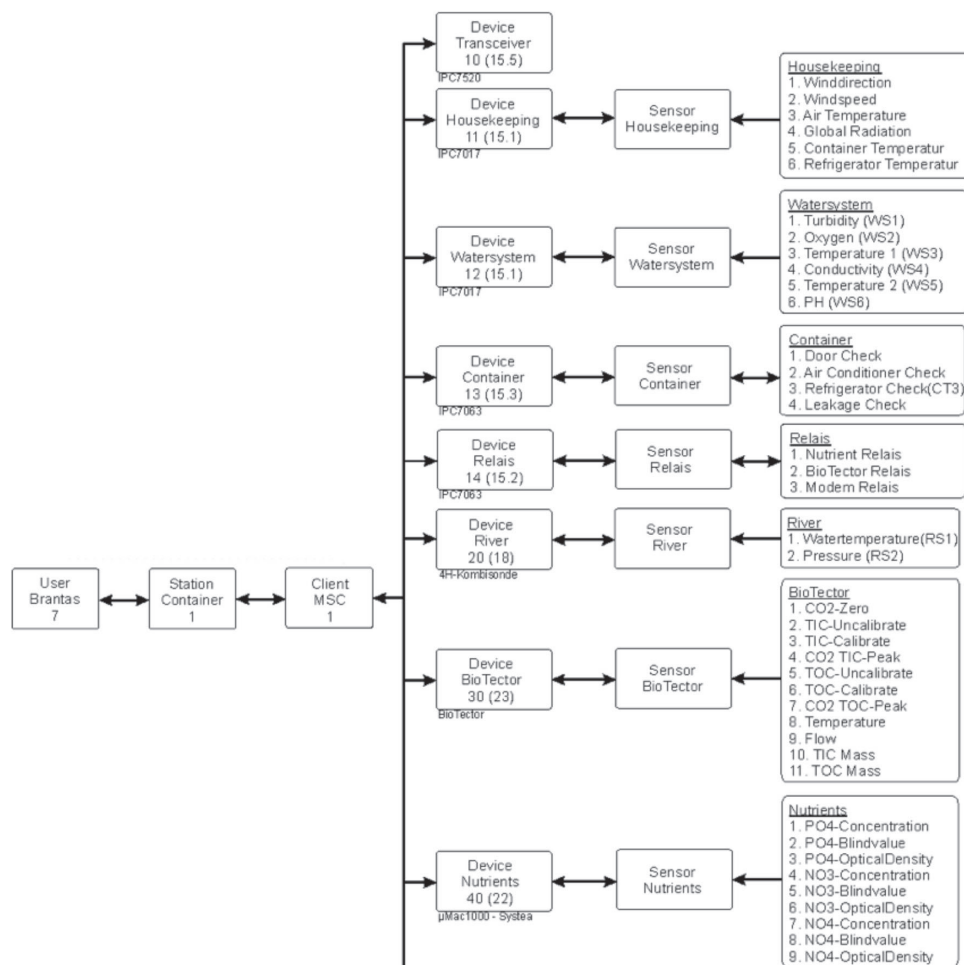 Device
Transceiver
10 (15.5)
IPC7520
Device
Housekeeping
11 (15.1)
IPC7017
Sensor
Housekeeping
Housekeeping
1. Winddirection
2. Windspeed
3. Air Temperature
4. Global Radiation
5. Container Temperatur
6. Refrigerator Temperatur
Device
Watersystem
12 (15.1)
IPC7017
Sensor
Watersystem
Watersystem
1. Turbidity (WS1)
2. Oxygen (WS2)
3. Temperature 1 (WS3)
4. Conductivity (WS4)
5. Temperature 2 (WS5)
6. PH (WS6)
Device
Container
13 (15.3)
IPC7063
Sensor
Container
Container
1. Door Check
2. Air Conditioner Check
3. Refrigerator Check(CT3)
4. Leakage Check
Device
Relais
14 (15.2)
IPC7063
Sensor
Relais
Relais
1. Nutrient Relais
2. BioTector Relais
3. Modem Relais
Device
River
20 (18)
4H-Kombisonde
Sensor
River
River
1. Watertemperature(RS1)
2. Pressure (RS2)
User
Brantas
7
Station
Container
1
Client
MSC
1
Device
BioTector
30 (23)
BioTector
Sensor
BioTector
BioTector
1. CO2-Zero
2. TIC-Uncalibrate
3. TIC-Calibrate
4. CO2 TIC-Peak
5. TOC-Uncalibrate
6. TOC-Calibrate
7. CO2 TOC-Peak
8. Temperature
9. Flow
10. TIC Mass
11. TOC Mass
Device
Nutrients
40 (22)
µMac1000 - Systea
Sensor
Nutrients
Nutrients
1. PO4-Concentration
2. PO4-Blindvalue
3. PO4-OpticalDensity
4. NO3-Concentration
5. NO3-Blindvalue
6. NO3-OpticalDensity
7. NO4-Concentration
8. NO4-Blindvalue
9. NO4-OpticalDensity